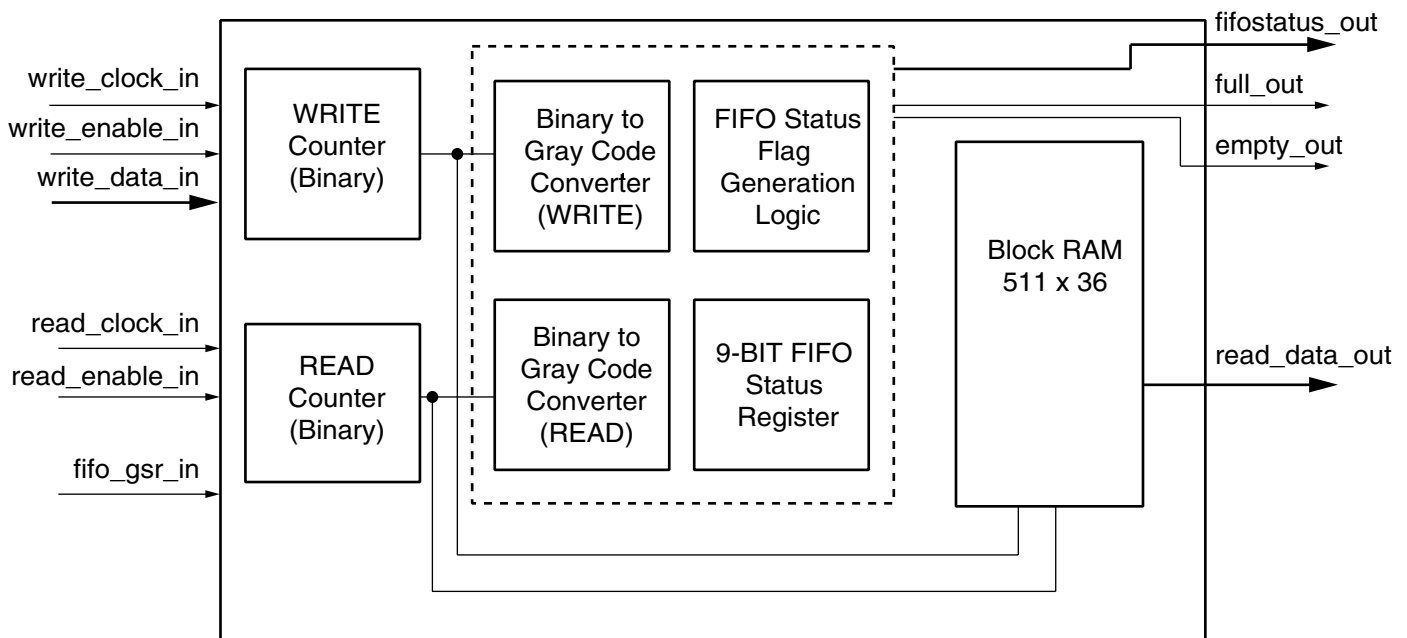 fifostatus_out
write_clock_in
full_out
write_enable_in
empty_out
write_data_in
WRITE
Counter
(Binary)
Binary to
Gray Code
Converter
(WRITE)
FIFO Status
Flag
Generation
Logic
Block RAM
511 x 36
read_clock_in
read_enable_in
READ
Counter
(Binary)
Binary to
Gray Code
Converter
(READ)
9-BIT FIFO
Status
Register
read_data_out
fifo_gsr_in